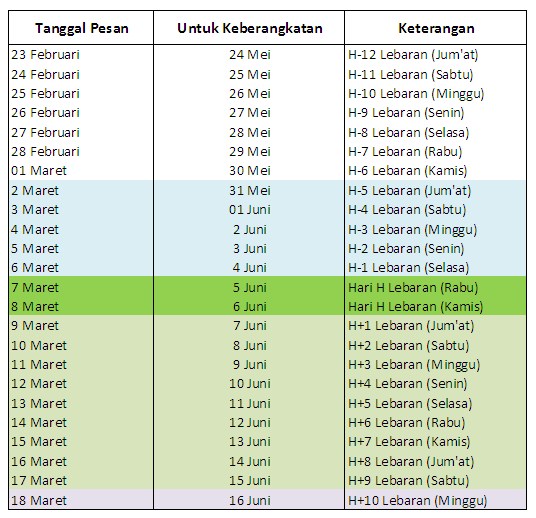 Tanggal Pesan Untuk Keberangkatan Keterangan
23 Februari 24 Mei H-12 Lebaran (Jum'at)
24 Februari 25 Mei H-11 Lebaran (Sabtu)
25 Februari 26 Mei H-10 Lebaran (Minggu)
26 Februari 27 Mei H-9 Lebaran (Senin)
27 Februari 28 Mei H-8 Lebaran (Selasa)
28 Februari 29 Mei H-7 Lebaran (Rabu)
01 Maret 30 Mei H-6 Lebaran (Kamis)
2 Maret 31 Mei H-5 Lebaran (Jum'at)
3 Maret 01 Juni H-4 Lebaran (Sabtu)
4 Maret 2 Juni H-3 Lebaran (Minggu)
5 Maret 3 Juni H-2 Lebaran (Senin)
6 Maret 4 Juni H-1 Lebaran (Selasa)
7 Maret 5 Juni Hari H Lebaran (Rabu)
8 Maret 6 Juni Hari H Lebaran (Kamis)
9 Maret 7 Juni H+1 Lebaran (Jum'at)
10 Maret 8 Juni H+2 Lebaran (Sabtu)
11 Maret 9 Juni H+3 Lebaran (Minggu)
12 Maret 10 Juni H+4 Lebaran (Senin)
13 Maret 11 Juni H+5 Lebaran (Selasa)
14 Maret 12 Juni H+6 Lebaran (Rabu)
15 Maret 13 Juni H+7 Lebaran (Kamis)
16 Maret 14 Juni H+8 Lebaran (Jum'at)
17 Maret 15 Juni H+9 Lebaran (Sabtu)
18 Maret 16 Juni H+10 Lebaran (Minggu)